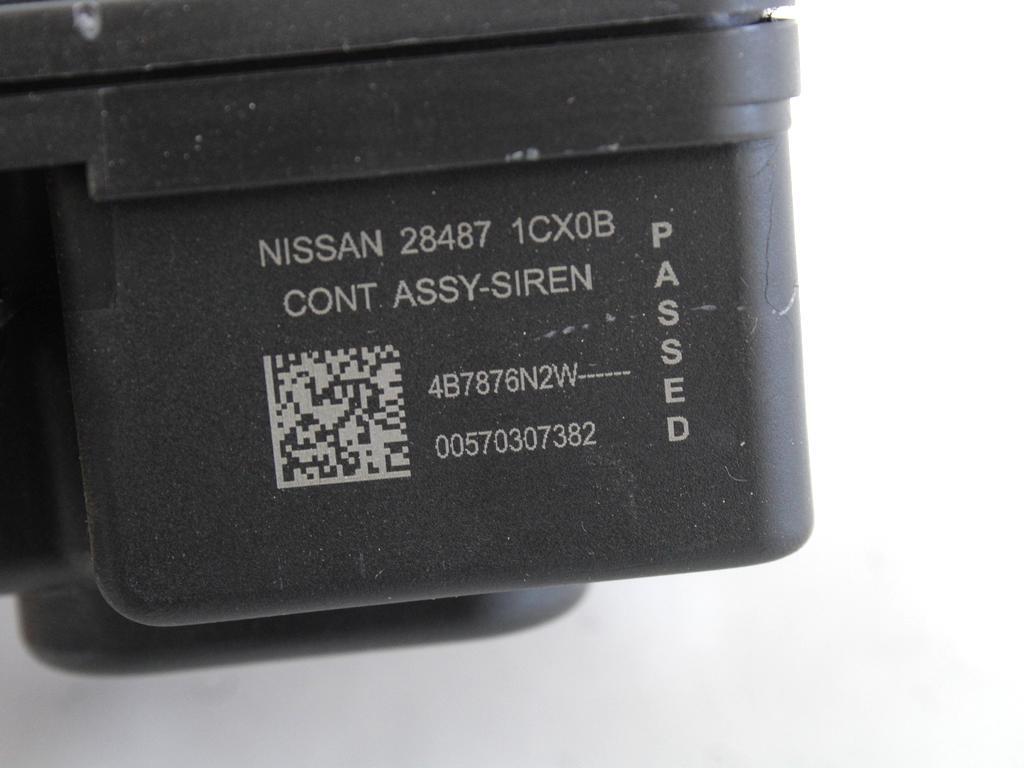 NISSAN 28487 1CX0B
CONT ASSY-SIREN
4B7876N2W------
00570307382
PASSED